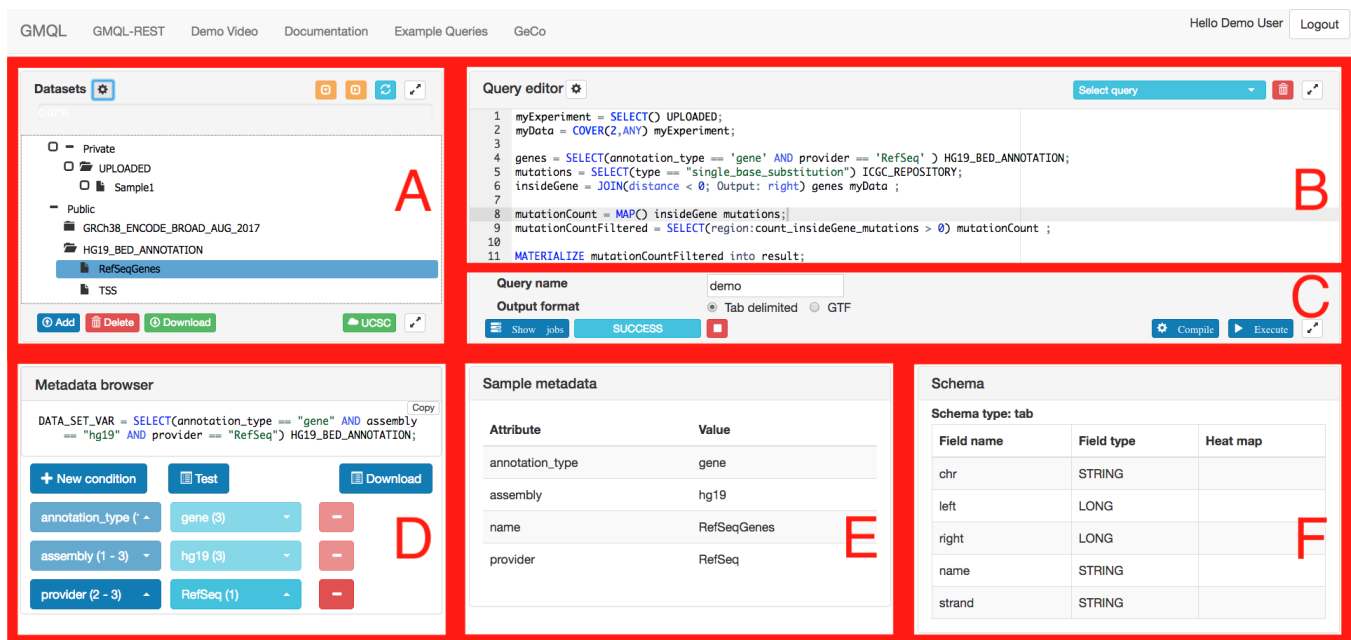 GMQL GMQL-REST Demo Video Documentation Example Queries GeCo Hello Demo User Logout
Datasets
0.57%
Private
UPLOADED
Sample1
Public
GRCh38_ENCODE_BROAD_AUG_2017
HG19_BED_ANNOTATION
RefSeqGenes
TSS
Add Delete Download UCSC
A
Query editor Select query
1 myExperiment = SELECT() UPLOADED;
2 myData = COVER(2,ANY) myExperiment;
3
4 genes = SELECT(annotation_type == 'gene' AND provider == 'RefSeq' ) HG19_BED_ANNOTATION;
5 mutations = SELECT(type == "single_base_substitution") ICGC_REPOSITORY;
6 insideGene = JOIN(distance < 0; Output: right) genes myData ;
7
8 mutationCount = MAP() insideGene mutations;
9 mutationCountFiltered = SELECT(region:count_insideGene_mutations > 0) mutationCount ;
10
11 MATERIALIZE mutationCountFiltered into result;
B
Query name demo
Output format Tab delimited GTF
Show jobs SUCCESS Compile Execute
C
Metadata browser
Copy
DATA_SET_VAR = SELECT(annotation_type == "gene" AND assembly
== "hg19" AND provider == "RefSeq") HG19_BED_ANNOTATION;
New condition Test Download
annotation_type ( gene (3)
assembly (1 - 3) hg19 (3)
provider (2 - 3) RefSeq (1)
D
Sample metadata
Attribute Value
annotation_type gene
assembly hg19
name RefSeqGenes
provider RefSeq
E
Schema
Schema type: tab
Field name Field type Heat map
chr STRING
left LONG
right LONG
name STRING
strand STRING
F